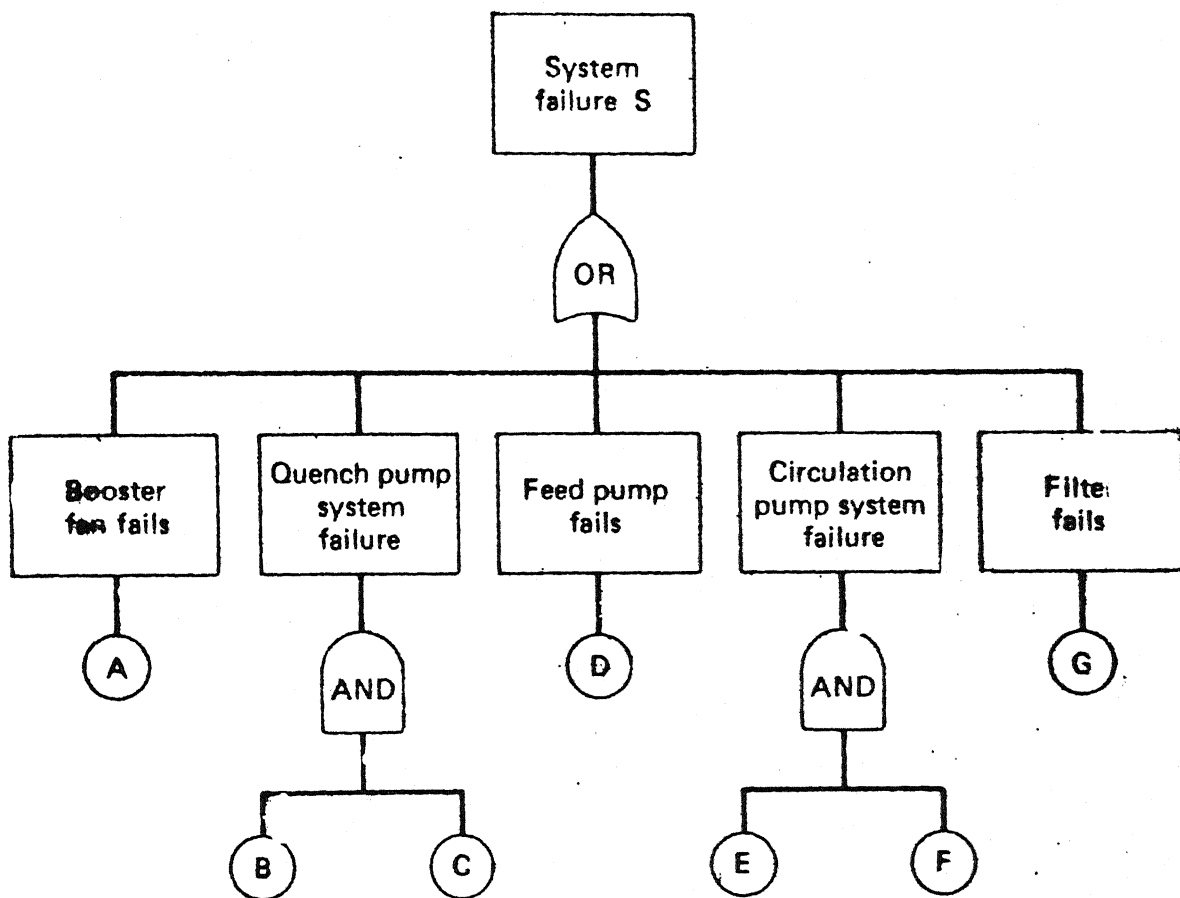 System
failure S
OR
Booster
fan fails
Quench pump
system
failure
Feed pump
fails
Circulation
pump system
failure
Filte
fails
A
AND
D
AND
G
B
C
E
F